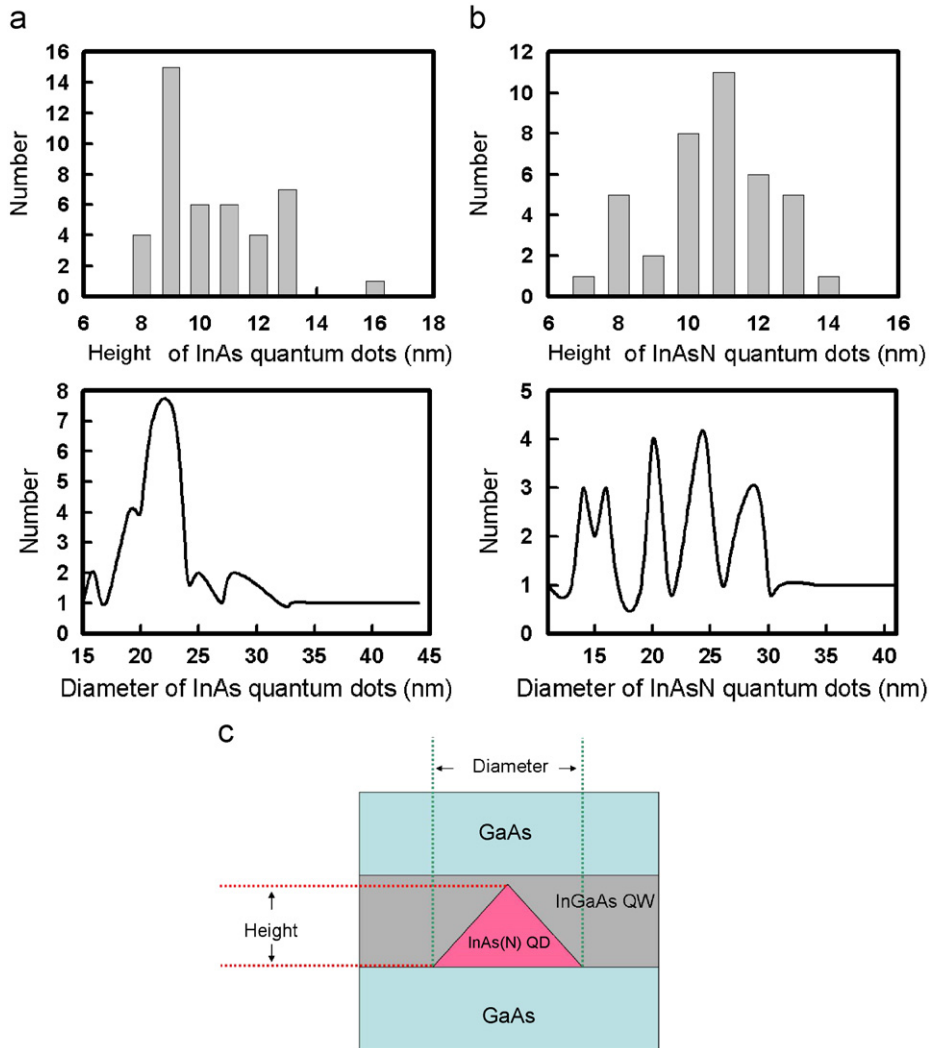 a
16
14
12
10
8
6
4
2
0
Number
6 8 10 12 14 16 18
Height of InAs quantum dots (nm)
b
12
10
8
6
4
2
0
Number
6 8 10 12 14 16
Height of InAsN quantum dots (nm)
8
7
6
5
4
3
2
1
0
Number
15 20 25 30 35 40 45
Diameter of InAs quantum dots (nm)
5
4
3
2
1
0
Number
15 20 25 30 35 40
Diameter of InAsN quantum dots (nm)
c
Diameter
GaAs
InGaAs QW
Height
InAs(N) QD
GaAs